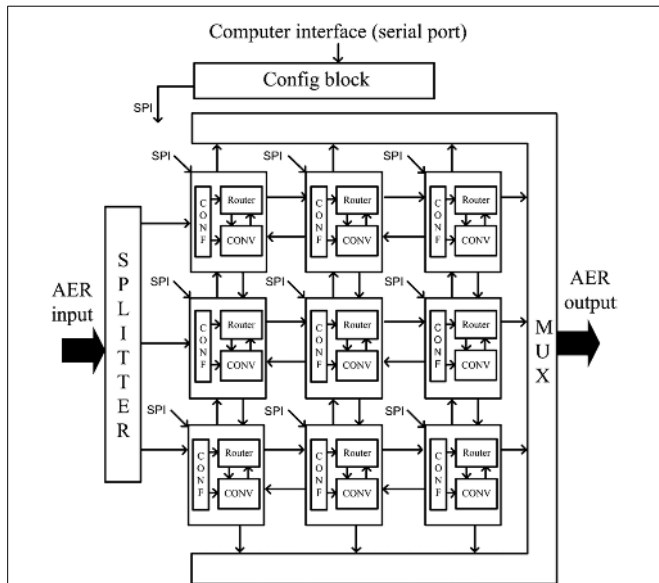 Computer interface (serial port)
Config block
SPI
SPI SPI SPI
CONF Router CONV CONF Router CONV CONF Router CONV
SPLITTER
AER input
SPI SPI SPI
CONF Router CONV CONF Router CONV CONF Router CONV
MUX
AER output
SPI SPI SPI
CONF Router CONV CONF Router CONV CONF Router CONV